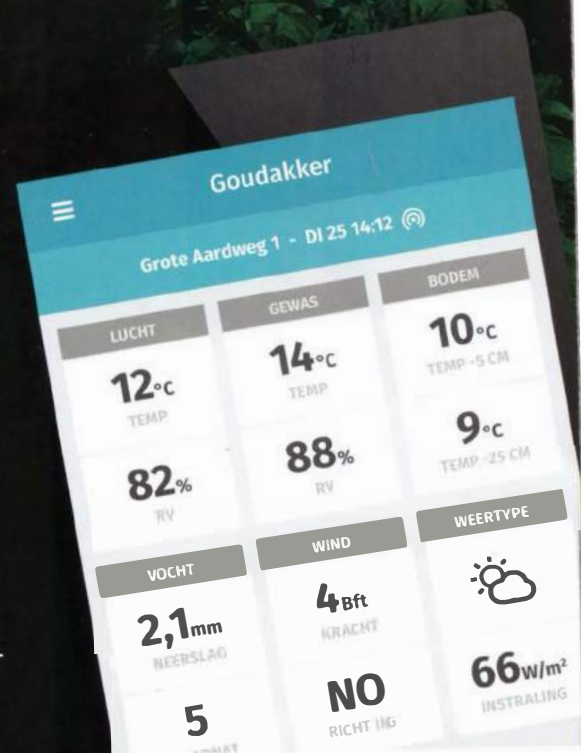 Goudakker
Grote Aardweg 1 - DI 25 14:12
LUCHT
12°C
TEMP
82%
RV
GEWAS
14°C
TEMP
88%
RV
BODEM
10°C
TEMP -5 CM
9°C
TEMP -25 CM
VOCHT
2,1mm
NEERSLAG
5
WIND
4Bft
KRACHT
NO
RICHTING
WEERTYPE
66W/m²
INSTRALING